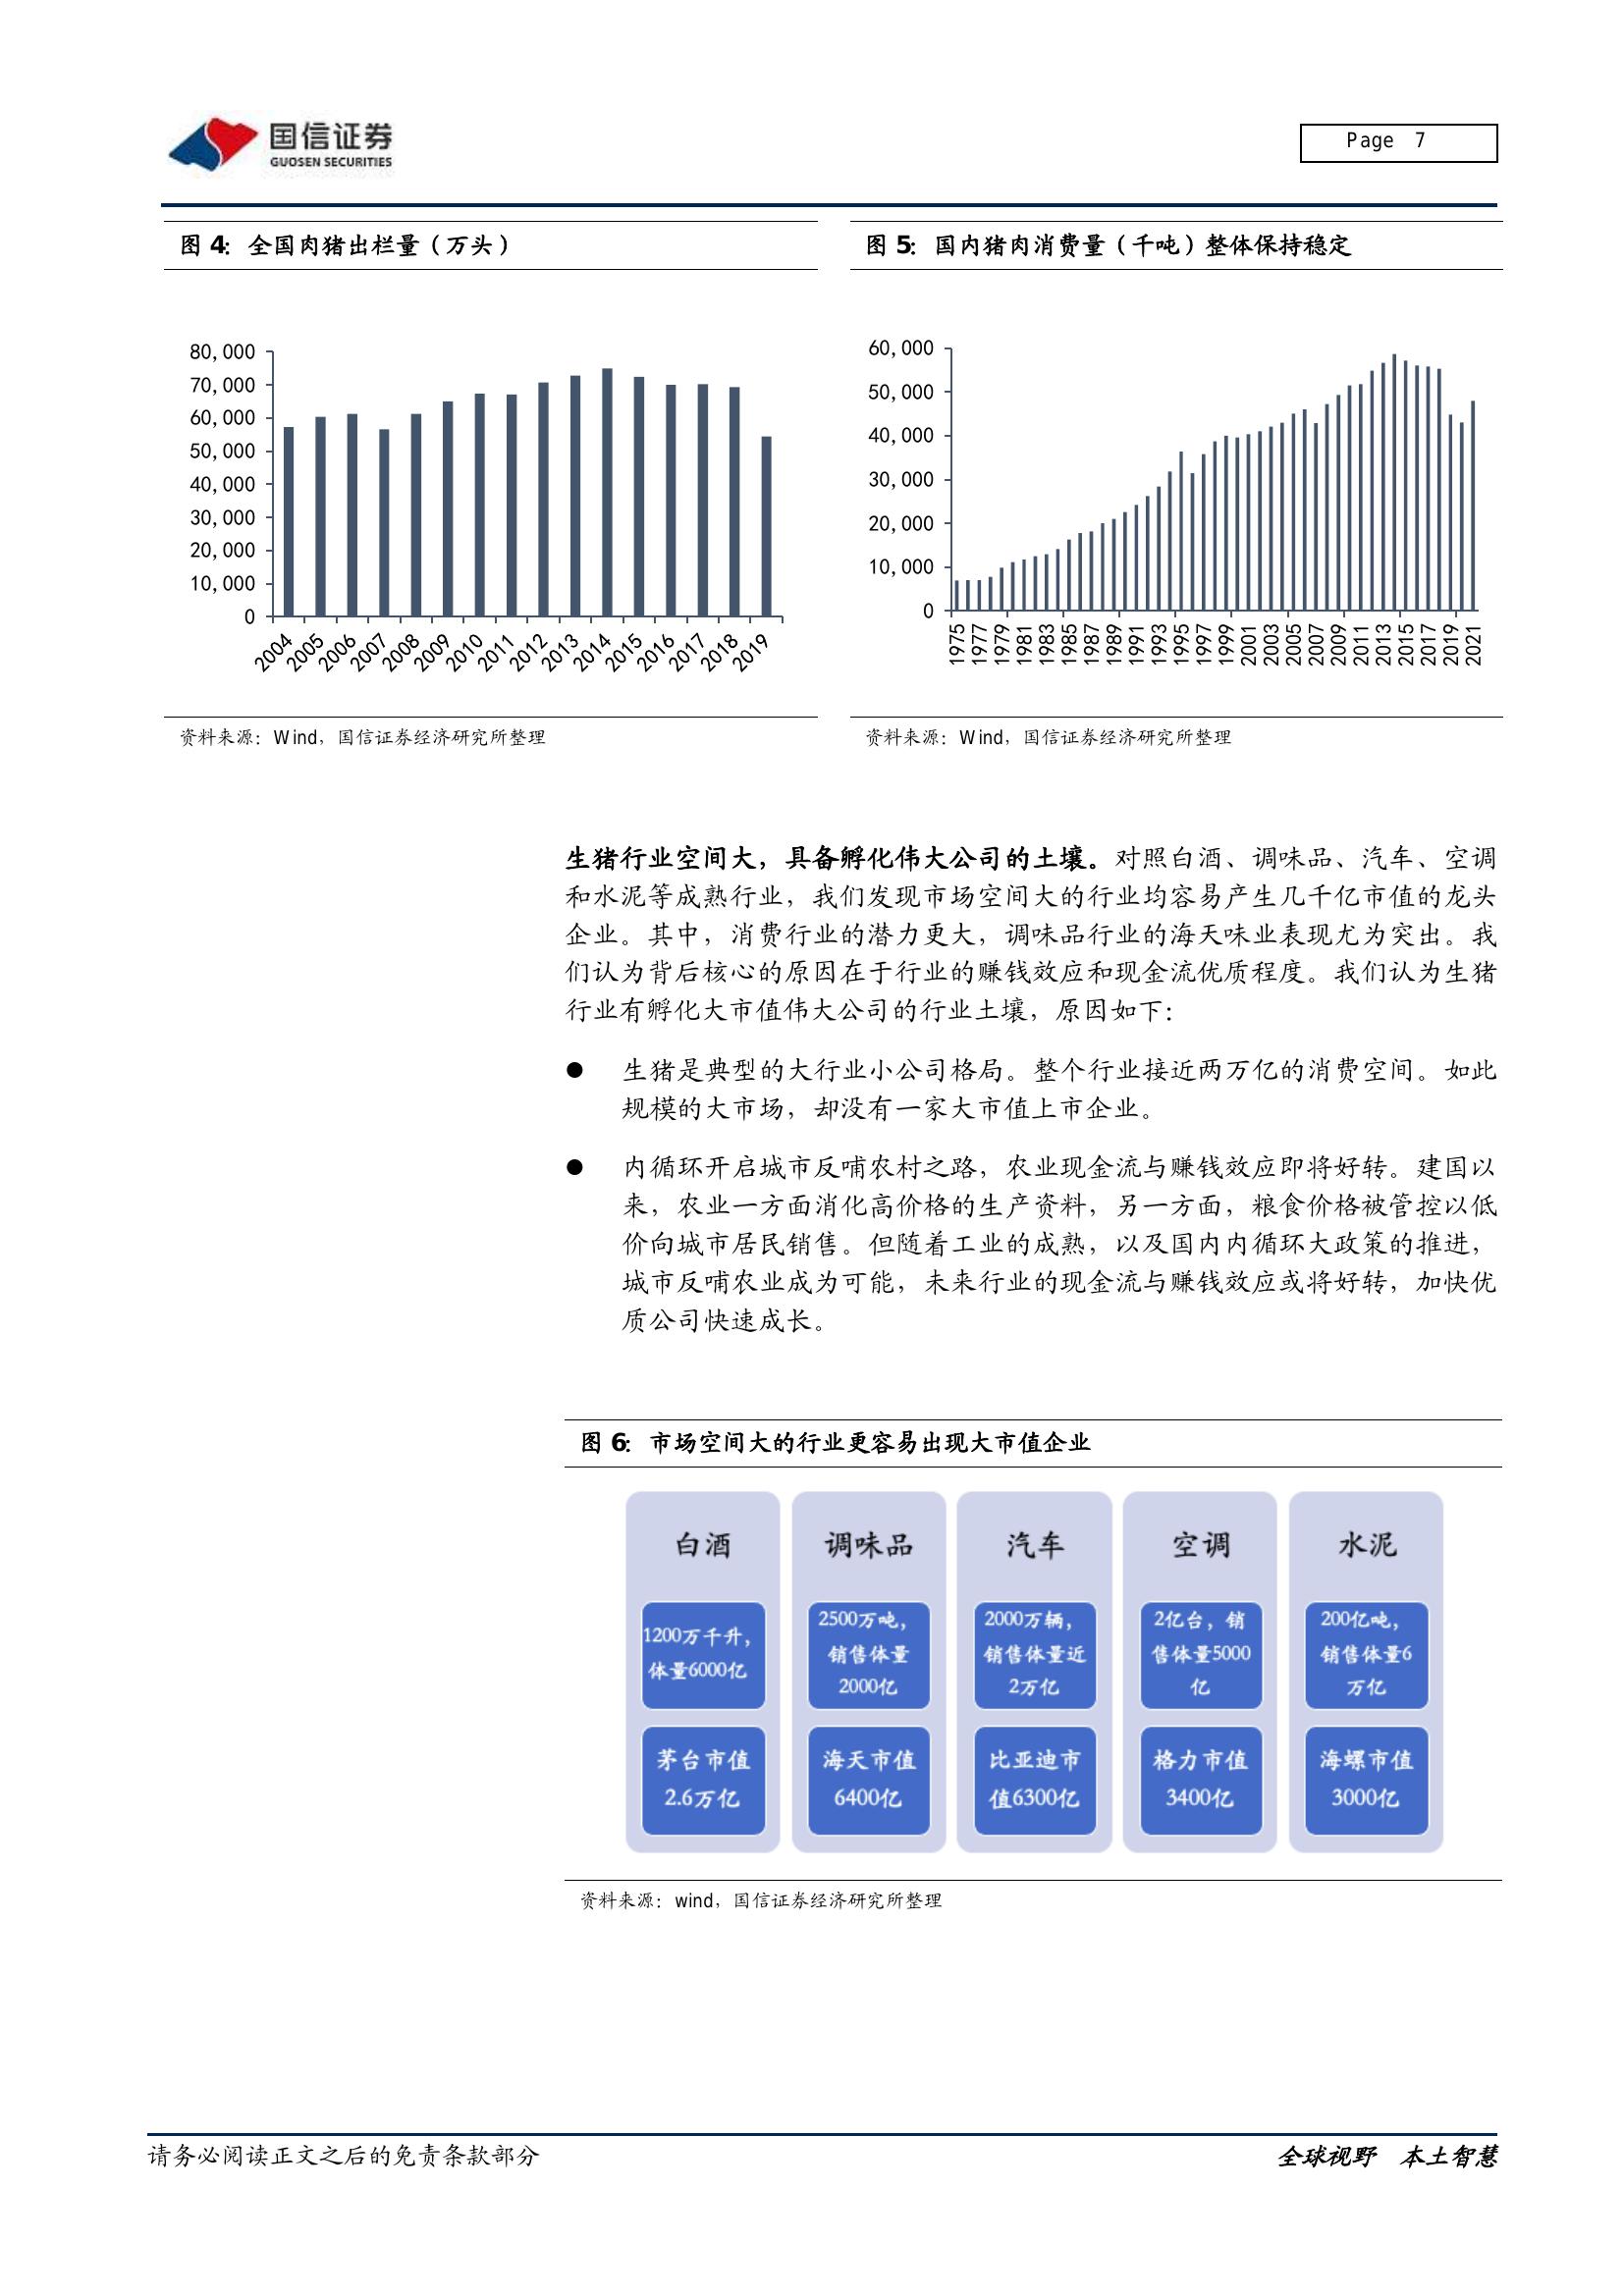 国信证券
GUOSEN SECURITIES
Page 7
图 4：全国肉猪出栏量（万头）
80,000
70,000
60,000
50,000
40,000
30,000
20,000
10,000
0
2004 2005 2006 2007 2008 2009 2010 2011 2012 2013 2014 2015 2016 2017 2018 2019
资料来源：Wind，国信证券经济研究所整理
图 5：国内猪肉消费量（千吨）整体保持稳定
60,000
50,000
40,000
30,000
20,000
10,000
0
1975 1977 1979 1981 1983 1985 1987 1989 1991 1993 1995 1997 1999 2001 2003 2005 2007 2009 2011 2013 2015 2017 2019 2021
资料来源：Wind，国信证券经济研究所整理
生猪行业空间大，具备孵化伟大公司的土壤。对照白酒、调味品、汽车、空调
和水泥等成熟行业，我们发现市场空间大的行业均容易产生几千亿市值的龙头
企业。其中，消费行业的潜力更大，调味品行业的海天味业表现尤为突出。我
们认为背后核心的原因在于行业的赚钱效应和现金流优质程度。我们认为生猪
行业有孵化大市值伟大公司的行业土壤，原因如下：
● 生猪是典型的大行业小公司格局。整个行业接近两万亿的消费空间。如此
规模的大市场，却没有一家大市值上市企业。
● 内循环开启城市反哺农村之路，农业现金流与赚钱效应即将好转。建国以
来，农业一方面消化高价格的生产资料，另一方面，粮食价格被管控以低
价向城市居民销售。但随着工业的成熟，以及国内内循环大政策的推进，
城市反哺农业成为可能，未来行业的现金流与赚钱效应或将好转，加快优
质公司快速成长。
图 6：市场空间大的行业更容易出现大市值企业
白酒
1200万千升，
体量6000亿
茅台市值
2.6万亿
调味品
2500万吨，
销售体量
2000亿
海天市值
6400亿
汽车
2000万辆，
销售体量近
2万亿
比亚迪市
值6300亿
空调
2亿台，销
售体量5000
亿
格力市值
3400亿
水泥
200亿吨，
销售体量6
万亿
海螺市值
3000亿
资料来源：wind，国信证券经济研究所整理
请务必阅读正文之后的免责条款部分
全球视野 本土智慧